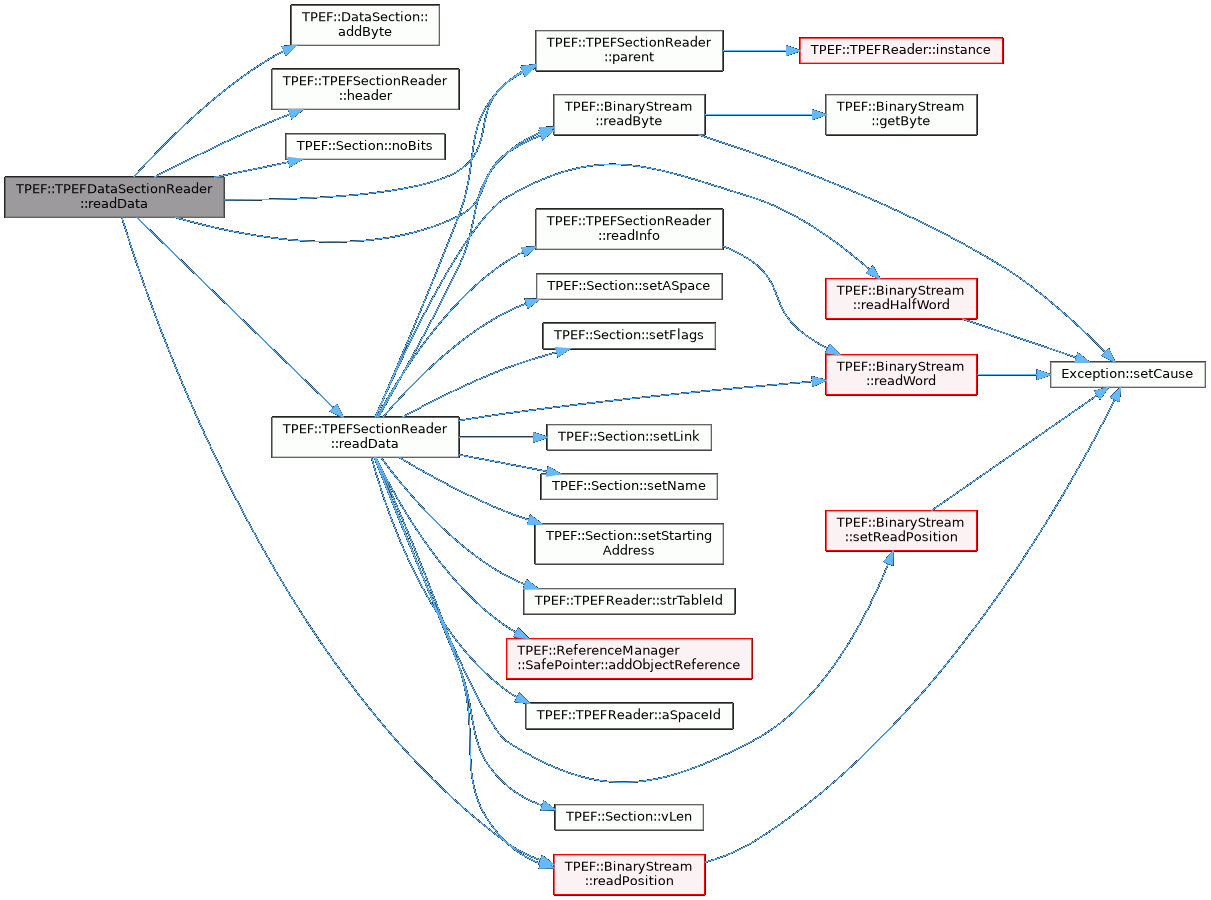 TPEF::TPEFDataSectionReader
::readData
TPEF::DataSection::
addByte
TPEF::TPEFSectionReader
::header
TPEF::Section::noBits
TPEF::TPEFSectionReader
::readData
TPEF::TPEFSectionReader
::parent
TPEF::BinaryStream
::readByte
TPEF::TPEFSectionReader
::readInfo
TPEF::Section::setASpace
TPEF::Section::setFlags
TPEF::Section::setLink
TPEF::Section::setName
TPEF::Section::setStarting
Address
TPEF::TPEFReader::strTableId
TPEF::ReferenceManager
::SafePointer::addObjectReference
TPEF::TPEFReader::aSpaceId
TPEF::Section::vLen
TPEF::BinaryStream
::readPosition
TPEF::TPEFReader::instance
TPEF::BinaryStream
::getByte
TPEF::BinaryStream
::readHalfWord
TPEF::BinaryStream
::readWord
TPEF::BinaryStream
::setReadPosition
Exception::setCause